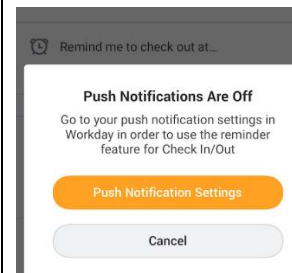 Remind me to check out at...
Push Notifications Are Off
Go to your push notification settings in
Workday in order to use the reminder
feature for Check In/Out
Push Notification Settings
Cancel